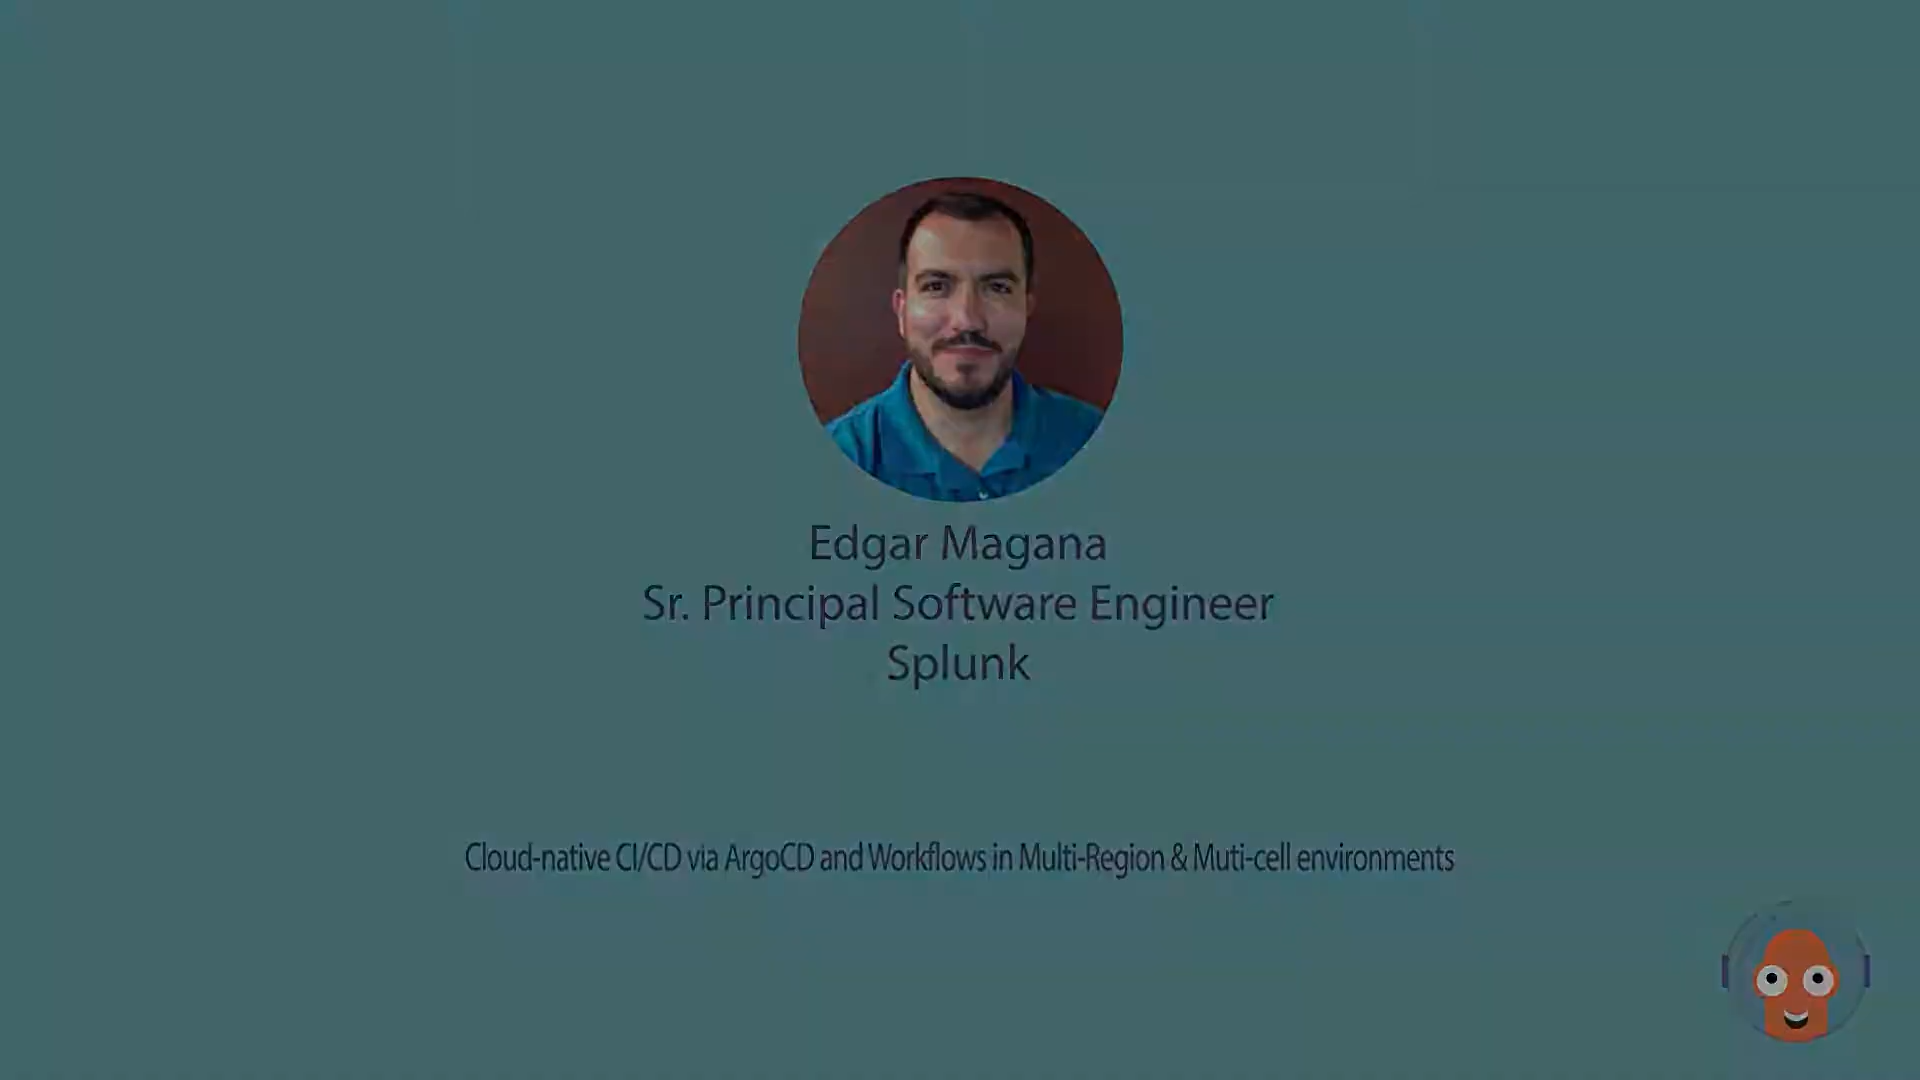 Edgar Magana
Sr. Principal Software Engineer
Splunk
Cloud-native CI/CD via ArgoCD and Workflows in Multi-Region & Muti-cell environments